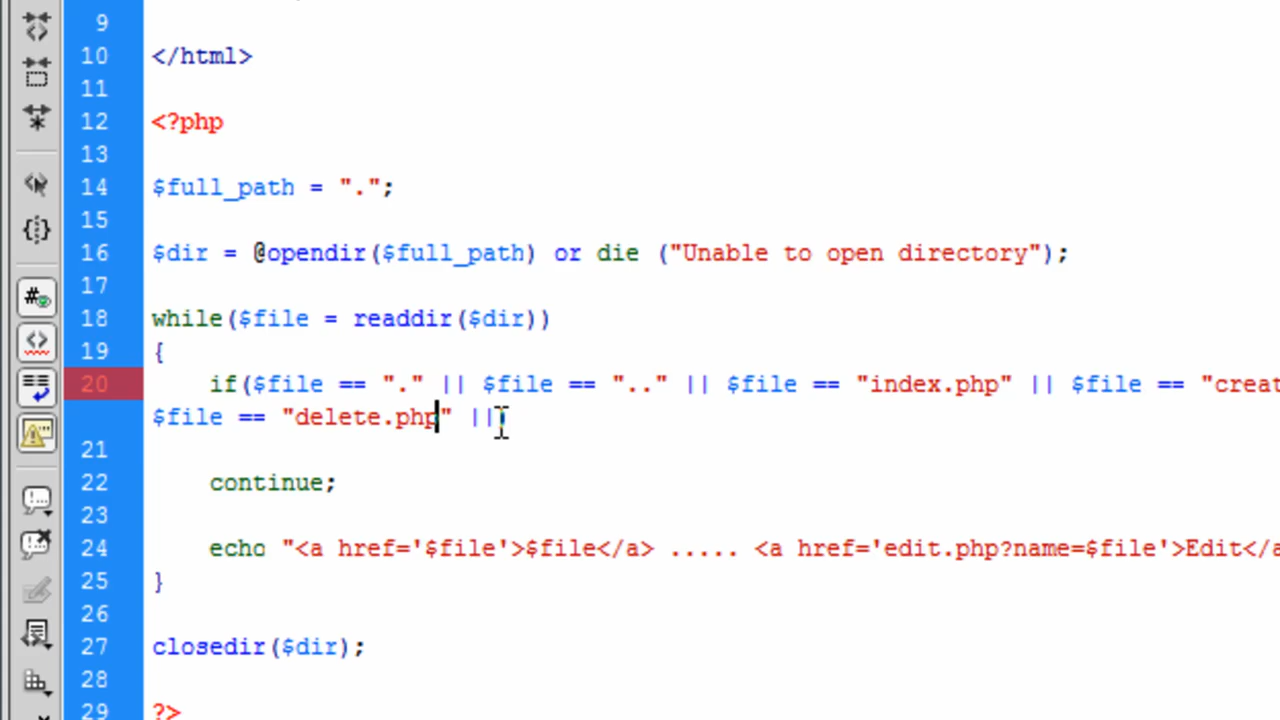 9
10 </html>
11
12 <?php
13
14 $full_path = ".";
15
16 $dir = @opendir($full_path) or die ("Unable to open directory");
17
18 while($file = readdir($dir))
19 {
20 if($file == "." || $file == ".." || $file == "index.php" || $file == "creat
$file == "delete.php" ||
21
22 continue;
23
24 echo "<a href='$file'>$file</a> ..... <a href='edit.php?name=$file'>Edit</a
25 }
26
27 closedir($dir);
28
29 ?>